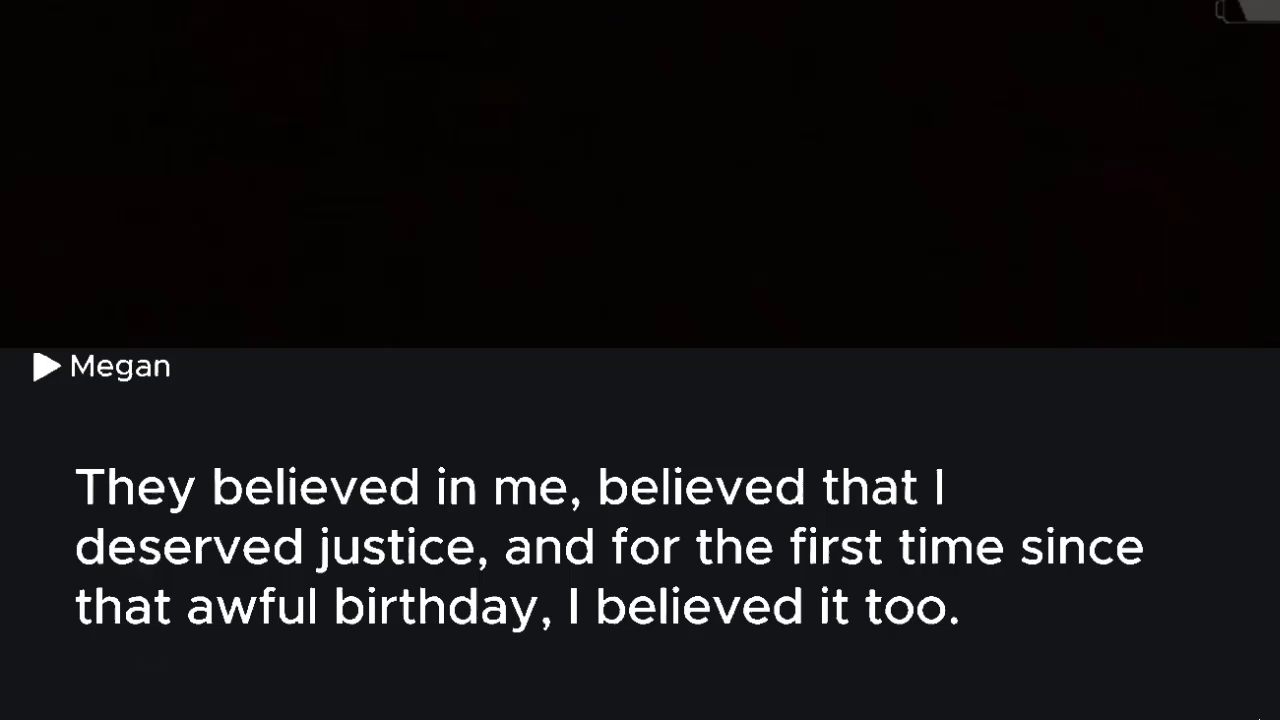 Megan
They believed in me, believed that I
deserved justice, and for the first time since
that awful birthday, I believed it too.